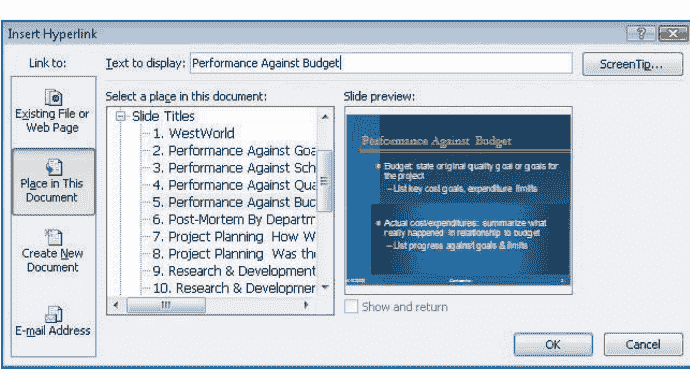 Insert Hyperlink
Link to:
Text to display: Performance Against Budget
ScreenTip...
Existing File or
Web Page
Place in This
Document
Create New
Document
E-mail Address
Select a place in this document:
Slide Titles
1. WestWorld
2. Performance Against Goa
3. Performance Against Sch
4. Performance Against Qua
5. Performance Against Bud
6. Post-Mortem By Departm
7. Project Planning How W
8. Project Planning Was th
9. Research & Development
10. Research & Developmer
Slide preview:
Performance Against Budget
Budget: state original quality goal or goals for
the project
– List key cost goals, expenditure limits
Actual cost/expenditures: summarize what
really happened in relationship to budget
– List progress against goals & limits
Show and return
OK
Cancel